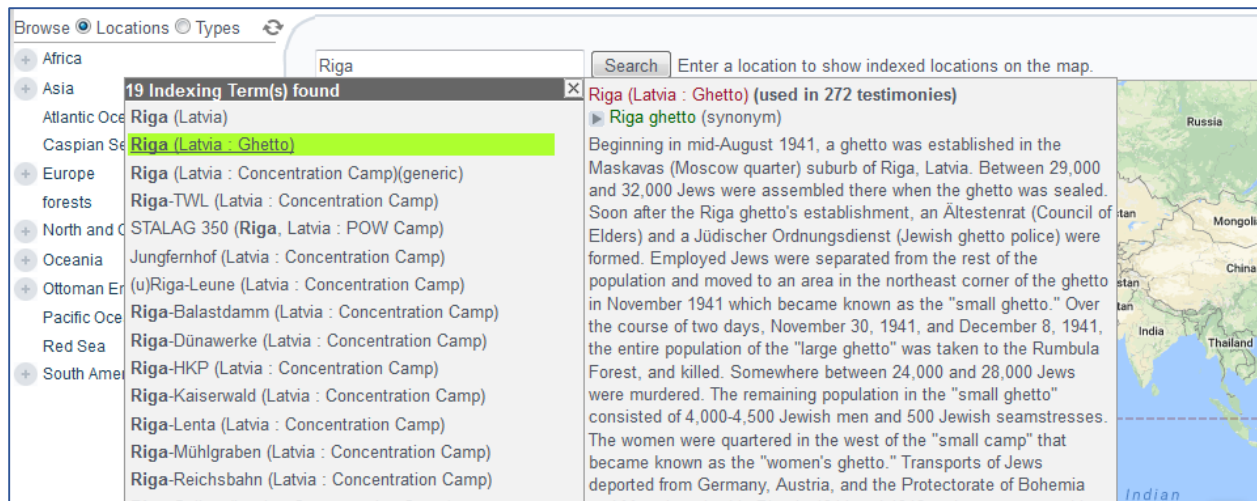 Browse Locations Types
Africa
Asia
Atlantic Oce
Caspian Se
Europe
forests
North and C
Oceania
Ottoman Em
Pacific Oce
Red Sea
South Amer
Riga
Search
Enter a location to show indexed locations on the map.
19 Indexing Term(s) found
Riga (Latvia)
Riga (Latvia : Ghetto)
Riga (Latvia : Concentration Camp)(generic)
Riga-TWL (Latvia : Concentration Camp)
STALAG 350 (Riga, Latvia : POW Camp)
Jungfernhof (Latvia : Concentration Camp)
(u)Riga-Leune (Latvia : Concentration Camp)
Riga-Balastdamm (Latvia : Concentration Camp)
Riga-Dünawerke (Latvia : Concentration Camp)
Riga-HKP (Latvia : Concentration Camp)
Riga-Kaiserwald (Latvia : Concentration Camp)
Riga-Lenta (Latvia : Concentration Camp)
Riga-Mühlgraben (Latvia : Concentration Camp)
Riga-Reichsbahn (Latvia : Concentration Camp)
Riga (Latvia : Ghetto) (used in 272 testimonies)
Riga ghetto (synonym)
Beginning in mid-August 1941, a ghetto was established in the
Maskavas (Moscow quarter) suburb of Riga, Latvia. Between 29,000
and 32,000 Jews were assembled there when the ghetto was sealed.
Soon after the Riga ghetto's establishment, an Ältestenrat (Council of
Elders) and a Jüdischer Ordnungsdienst (Jewish ghetto police) were
formed. Employed Jews were separated from the rest of the
population and moved to an area in the northeast corner of the ghetto
in November 1941 which became known as the "small ghetto." Over
the course of two days, November 30, 1941, and December 8, 1941,
the entire population of the "large ghetto" was taken to the Rumbula
Forest, and killed. Somewhere between 24,000 and 28,000 Jews
were murdered. The remaining population in the "small ghetto"
consisted of 4,000-4,500 Jewish men and 500 Jewish seamstresses.
The women were quartered in the west of the "small camp" that
became known as the "women's ghetto." Transports of Jews
deported from Germany, Austria, and the Protectorate of Bohemia
Russia
stan
Mongoli
China
stan
tan
India
Thailand
Indian